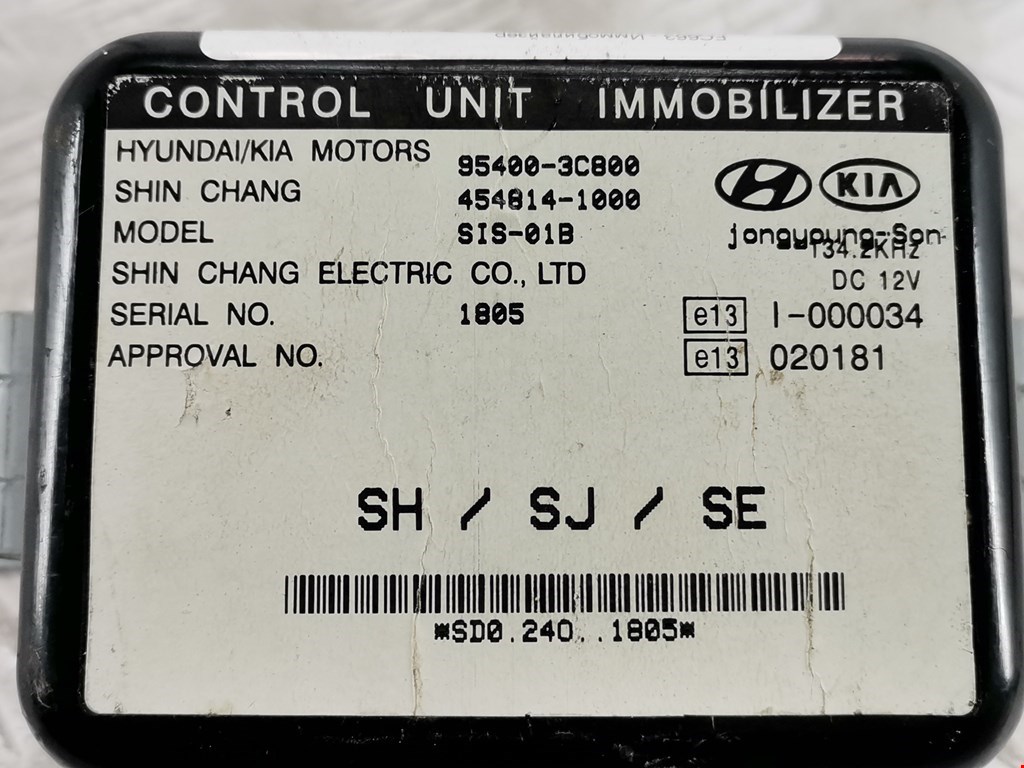 CONTROL UNIT IMMOBILIZER
HYUNDAI/KIA MOTORS 95400-3C800
SHIN CHANG 454814-1000
KIA
MODEL SIS-01B
jongypung-Son
134.2KHz
SHIN CHANG ELECTRIC CO., LTD
DC 12V
SERIAL NO. 1805 e13 I-000034
APPROVAL NO. e13 020181
SH / SJ / SE
*SD0.240..1805*